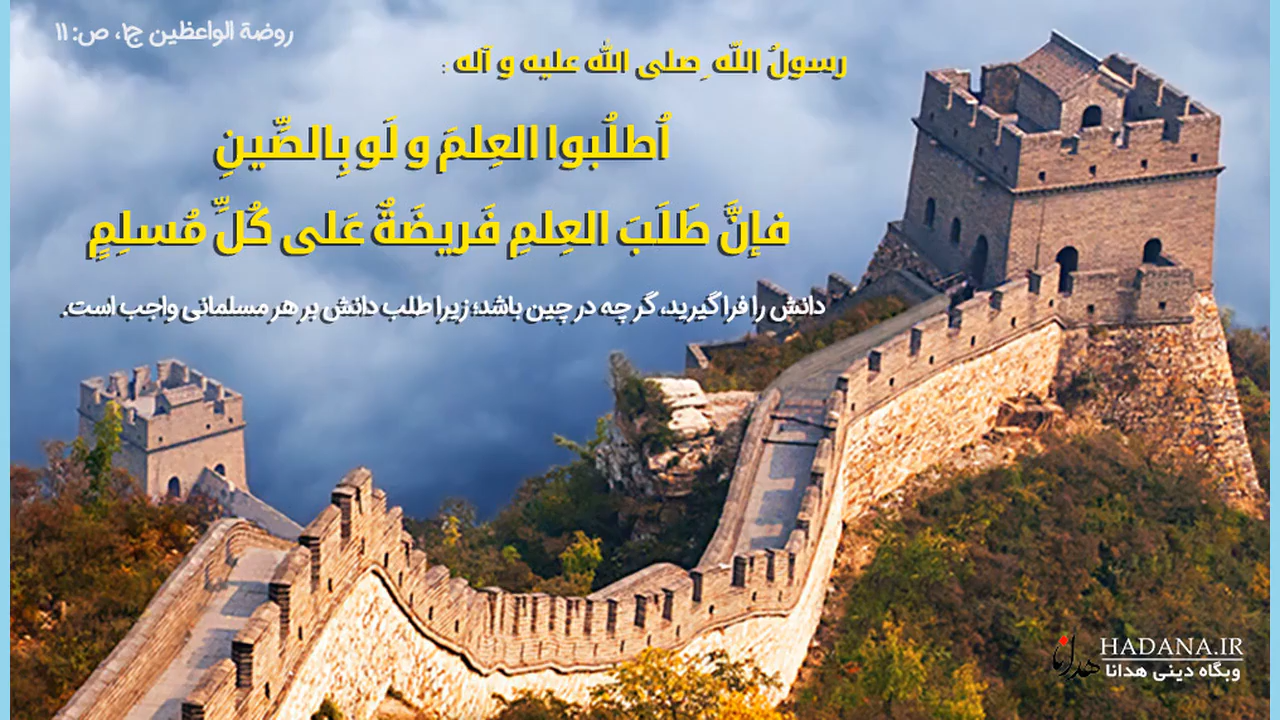 روضة الواعظین ج۱، ص: ۱۱
رسولُ اللّه ِصلى الله علیه و آله :
اُطلُبوا العِلمَ و لَو بِالصِّینِ
فإنَّ طَلَبَ العِلمِ فَریضَةٌ عَلى کُلِّ مُسلِمٍ
دانش را فرا گیرید، گر چه در چین باشد؛ زیرا طلب دانش بر هر مسلمانی واجب است.
هدانا
HADANA.IR
وبگاه دینی هدانا